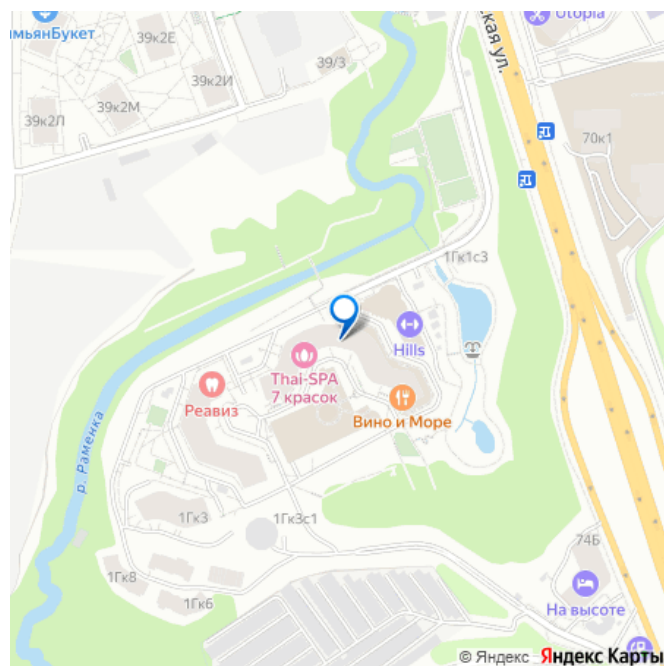 Utopia
мьянБукет
39к2Е
ская ул.
39/3
39к2И
39к2М
39к2Л
70к1
1Гк1с3
Hills
Thai-SPA
7 красок
Реавиз
Вино и Море
р. Раменка
1Гк3
1Гк3с1
74Б
1Гк8
1Гк6
На высоте
© Яндекс Яндекс Карты